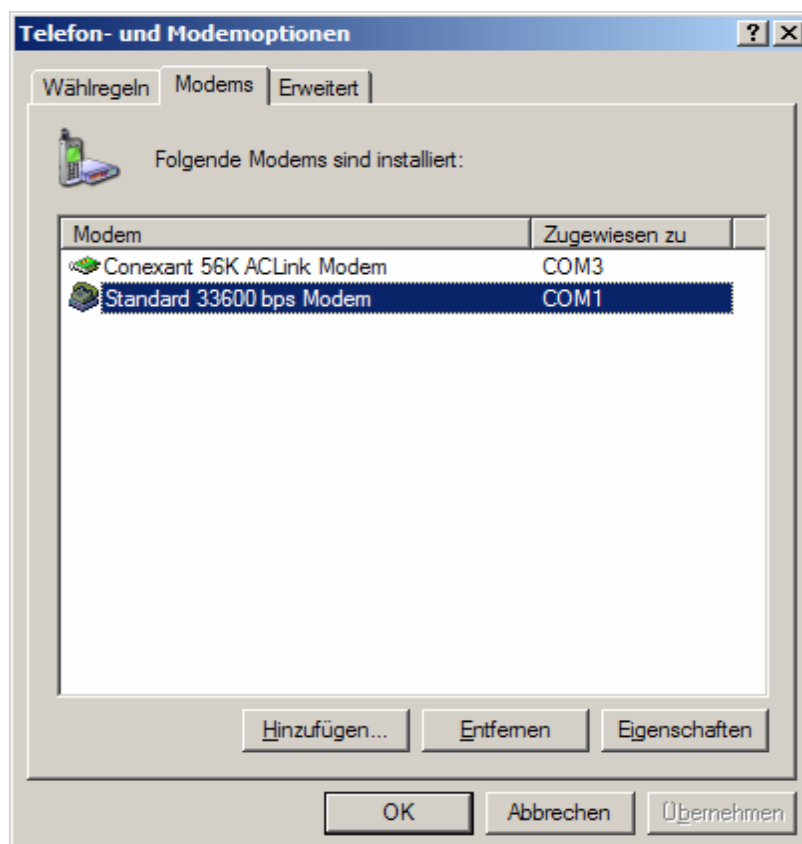 Telefon- und Modemoptionen
Wählregeln Modems Erweitert
Folgende Modems sind installiert:
Modem Zugewiesen zu
Conexant 56K ACLink Modem COM3
Standard 33600 bps Modem COM1
Hinzufügen... Entfernen Eigenschaften
OK Abbrechen Übernehmen